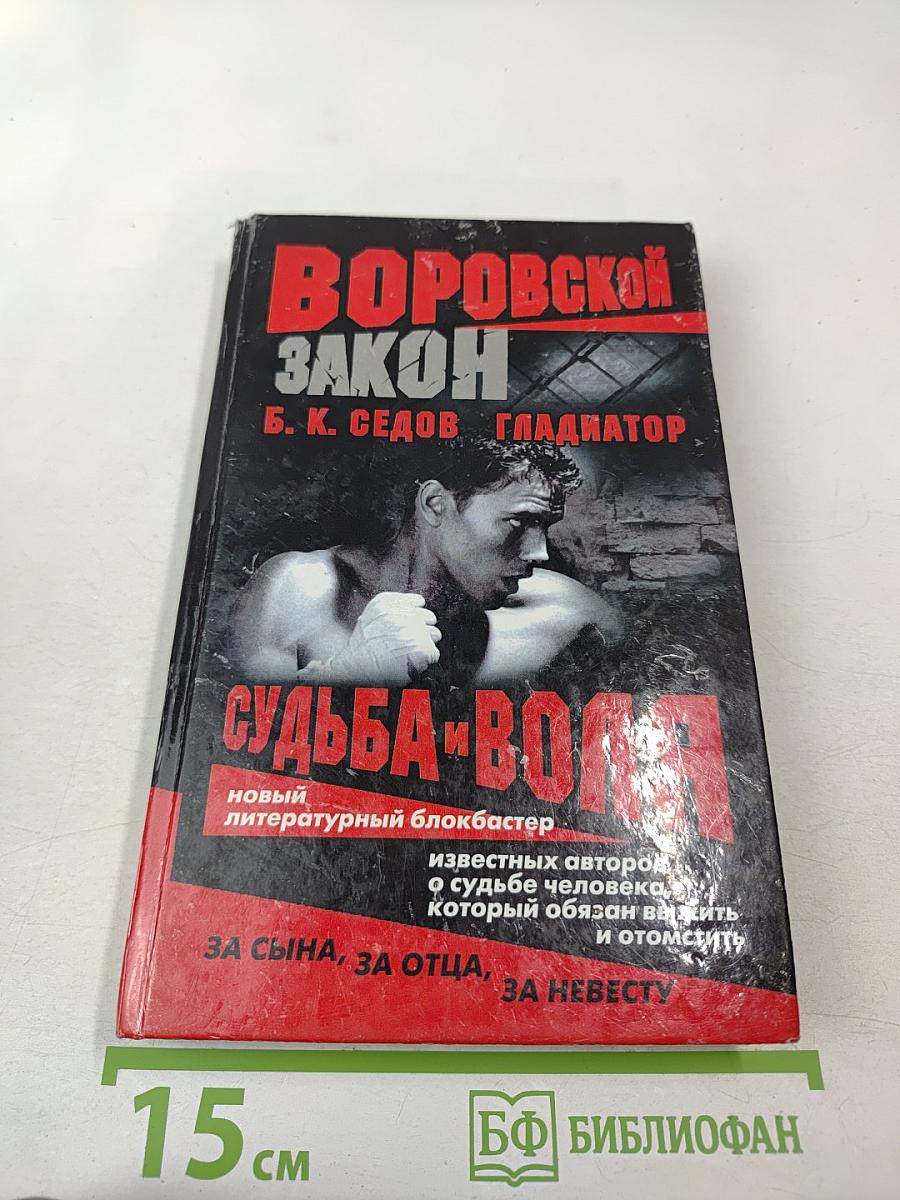 ВОРОВСКОЙ
ЗАКОН
Б. К. СЕДОВ ГЛАДИАТОР
СУДЬБА и ВОЛЯ
новый
литературный блокбастер
известных авторов
о судьбе человека,
который обязан выжить
и отомстить
ЗА СЫНА, ЗА ОТЦА, ЗА НЕВЕСТУ
15 см
БФ БИБЛИОФАН